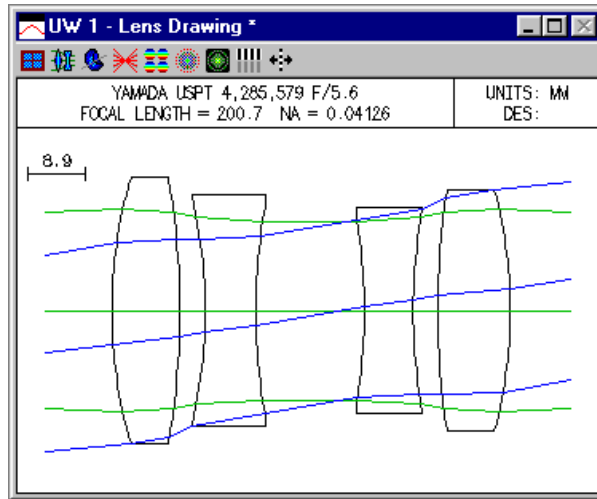 UW 1 - Lens Drawing *
YAMADA USPT 4,285,579 F/5.6
FOCAL LENGTH = 200.7 NA = 0.04126
UNITS: MM
DES:
8.9